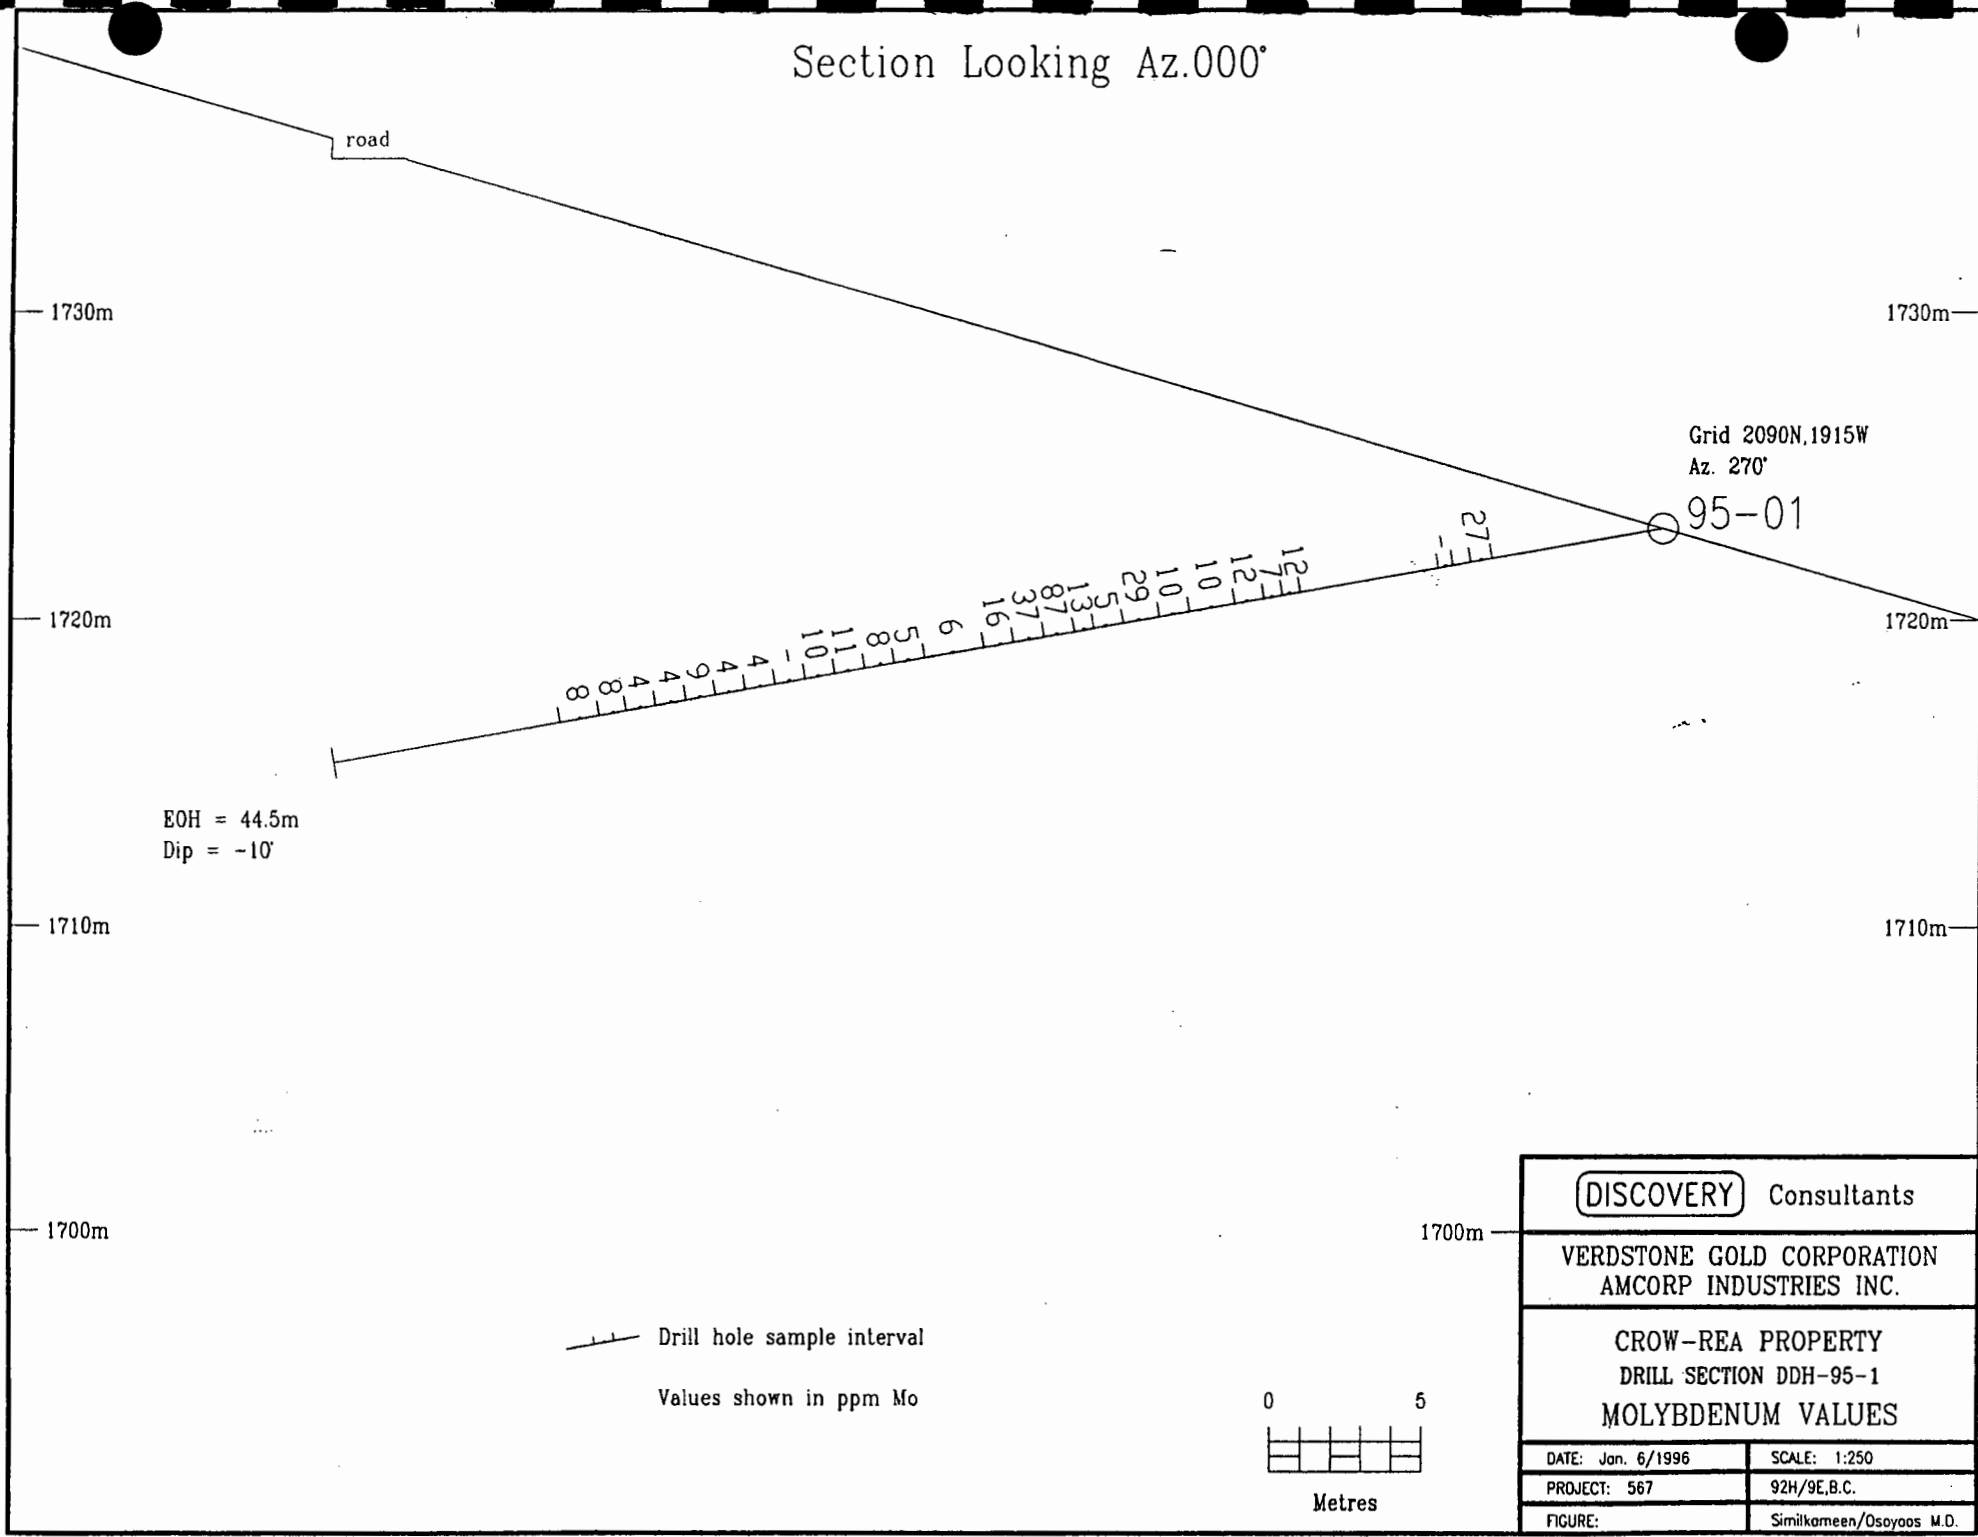 Section Looking Az.000°
road
1730m
1730m
Grid 2090N,1915W
Az. 270°
95-01
27
-
12
7
12
10
10
29
5
13
87
37
16
6
5
8
11
10
-
4
4
9
4
4
8
8
1720m
1720m
EOH = 44.5m
Dip = -10°
1710m
1710m
1700m
1700m
Drill hole sample interval
Values shown in ppm Mo
0 5
Metres
DISCOVERY Consultants
VERDSTONE GOLD CORPORATION
AMCORP INDUSTRIES INC.
CROW-REA PROPERTY
DRILL SECTION DDH-95-1
MOLYBDENUM VALUES
DATE: Jan. 6/1996
SCALE: 1:250
PROJECT: 567
92H/9E,B.C.
FIGURE:
Similkameen/Osoyoos M.D.